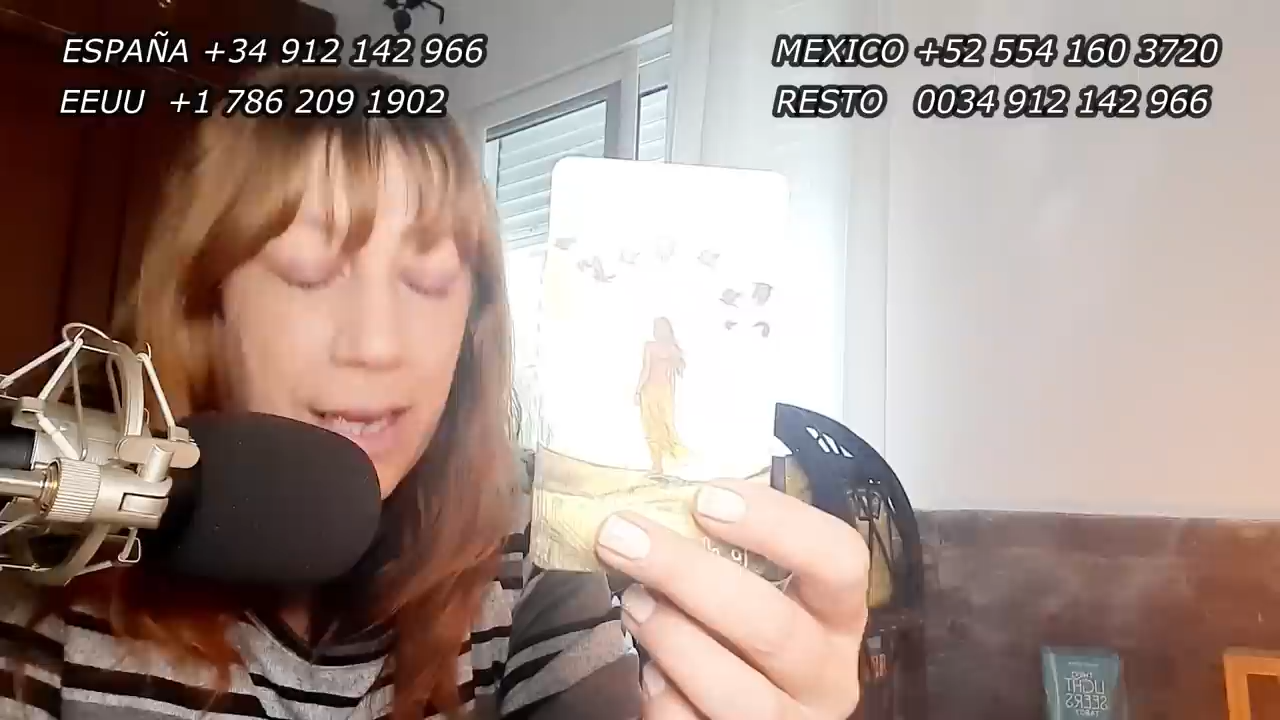 ESPAÑA +34 912 142 966
EEUU +1 786 209 1902
MEXICO +52 554 160 3720
RESTO 0034 912 142 966
LIGHT
SEERS
TAROT